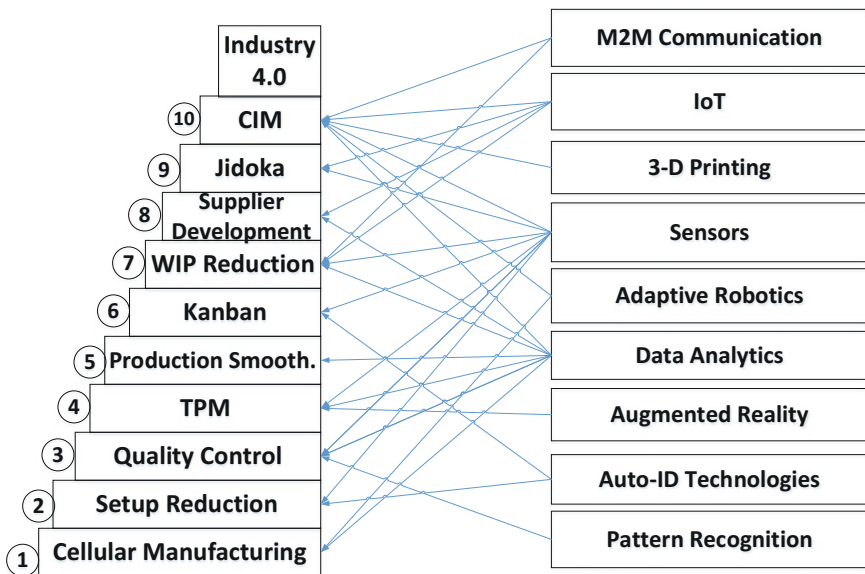 Industry
4.0
10
CIM
9
Jidoka
8
Supplier
Development
7
WIP Reduction
6
Kanban
5
Production Smooth.
4
TPM
3
Quality Control
2
Setup Reduction
1
Cellular Manufacturing
M2M Communication
IoT
3-D Printing
Sensors
Adaptive Robotics
Data Analytics
Augmented Reality
Auto-ID Technologies
Pattern Recognition